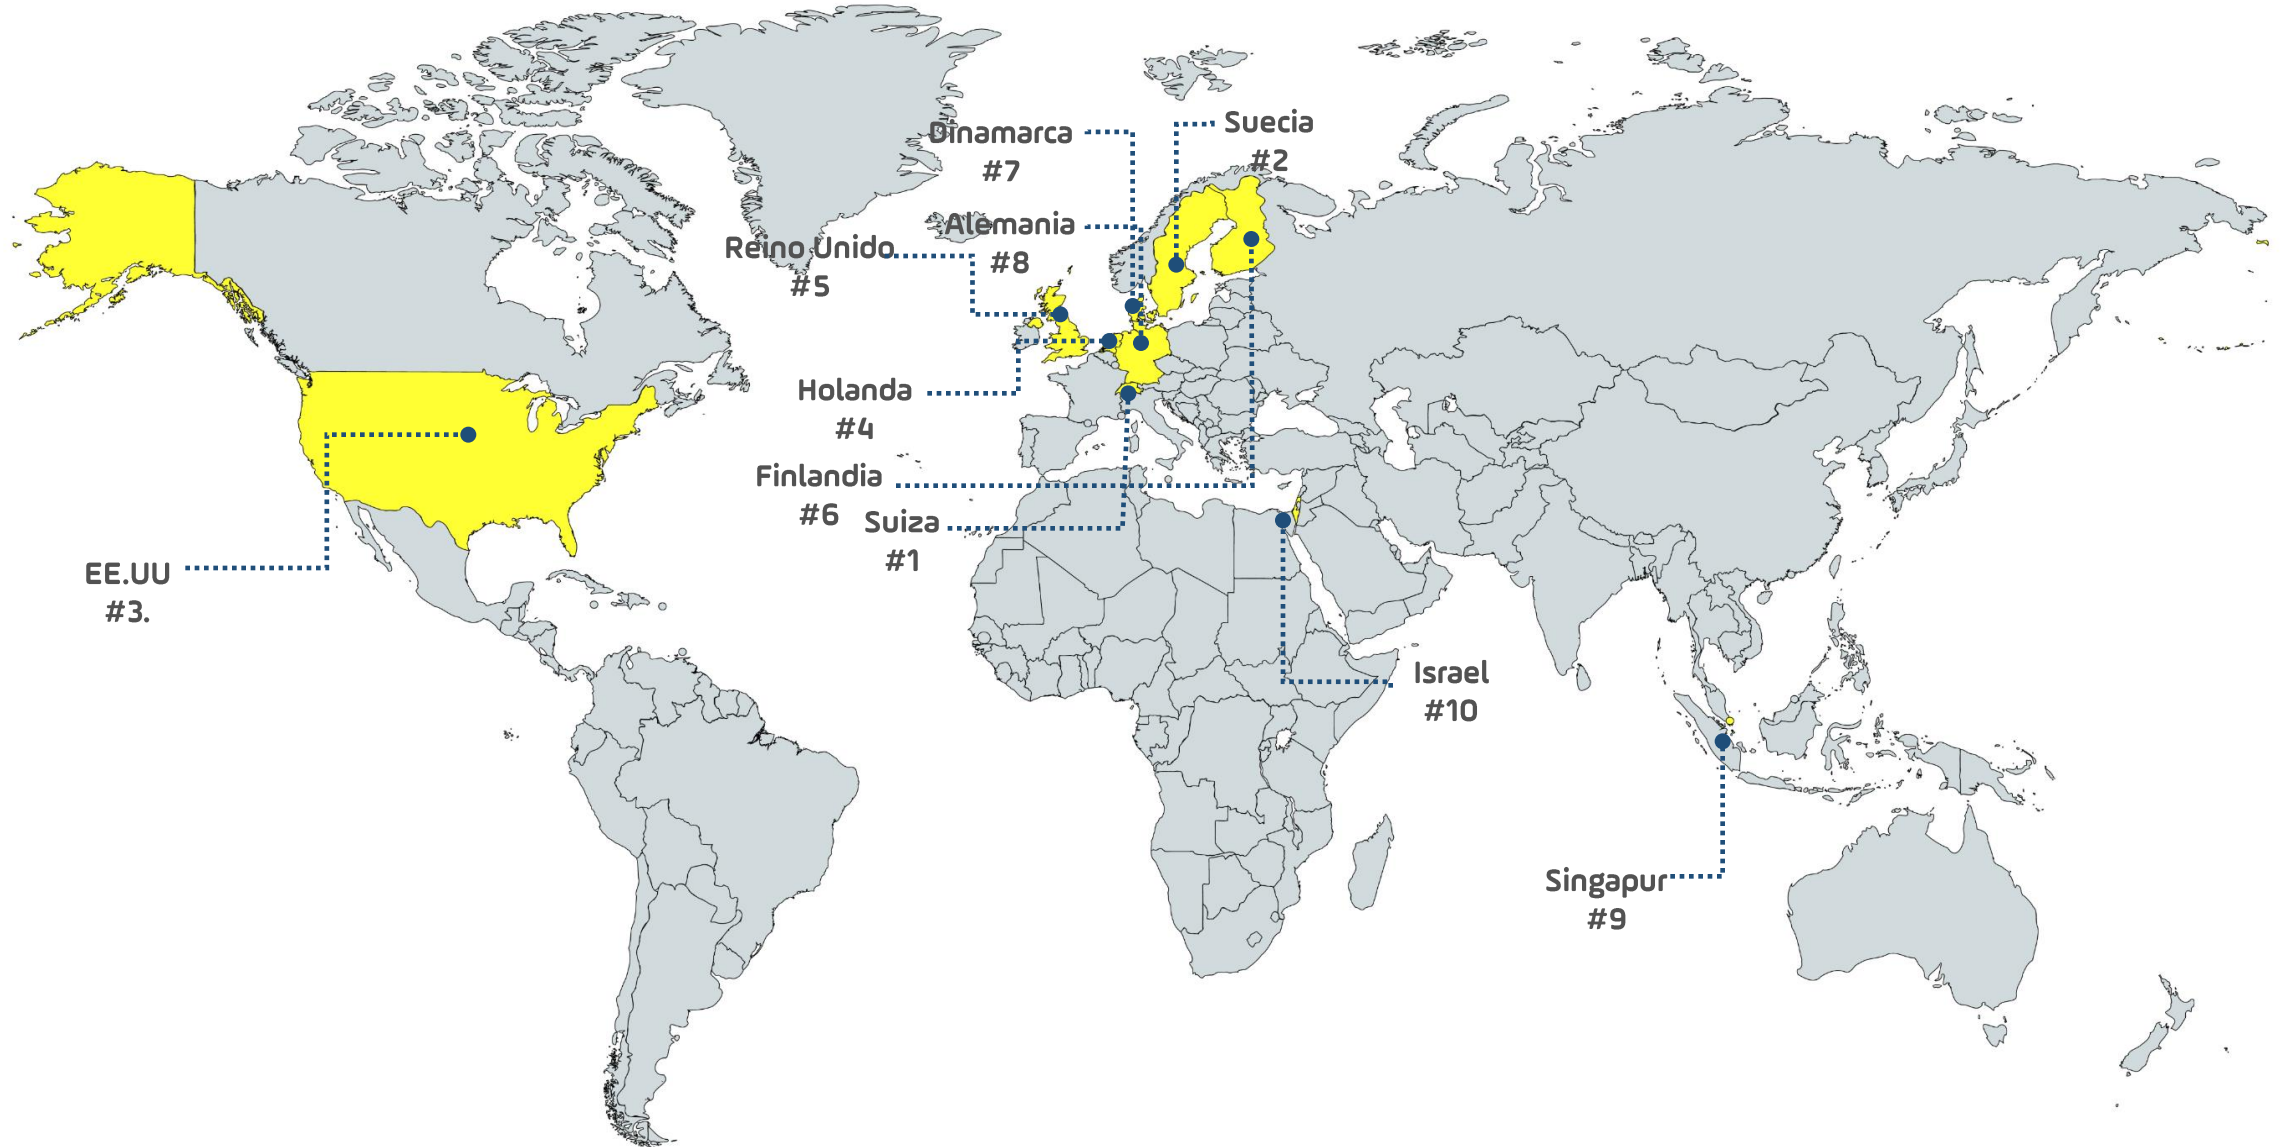 Dinamarca
#7
Suecia
#2
Alemania
#8
Reino Unido
#5
Holanda
#4
Finlandia
#6
Suiza
#1
EE.UU
#3.
Israel
#10
Singapur
#9